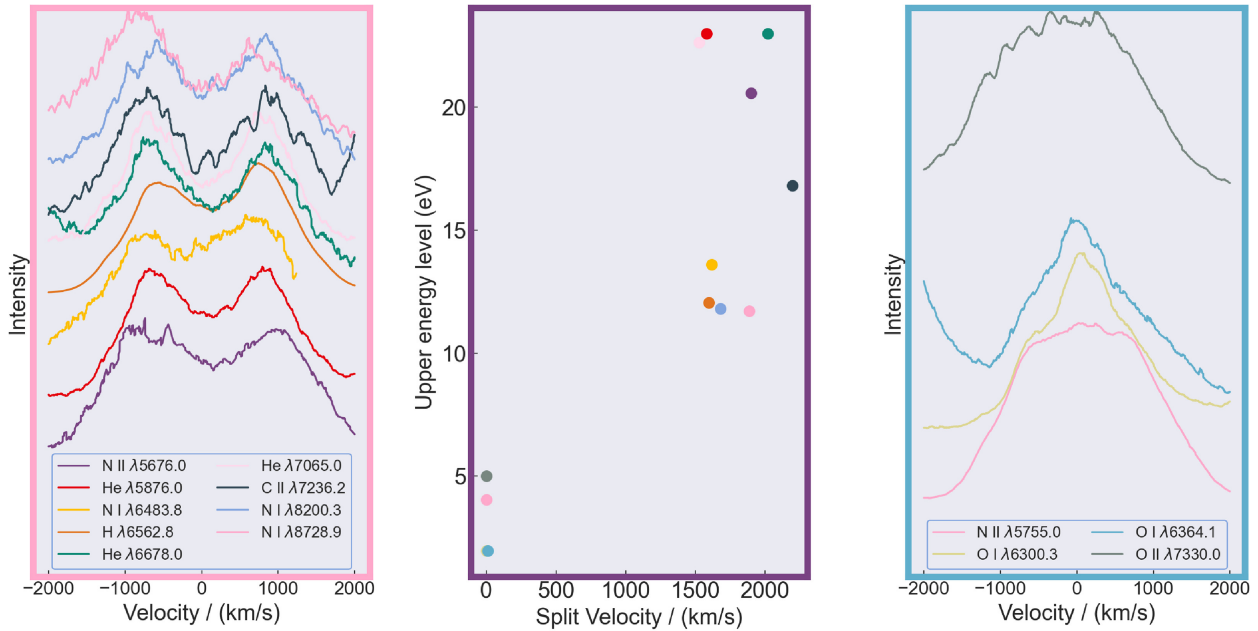 Intensity
N II λ5676.0
He λ5876.0
N I λ6483.8
H λ6562.8
He λ6678.0
He λ7065.0
C II λ7236.2
N I λ8200.3
N I λ8728.9
−2000 −1000 0 1000 2000
Velocity / (km/s)
Upper energy level (eV)
20
15
10
5
0 500 1000 1500 2000
Split Velocity / (km/s)
Intensity
N II λ5755.0
O I λ6300.3
O I λ6364.1
O II λ7330.0
−2000 −1000 0 1000 2000
Velocity / (km/s)